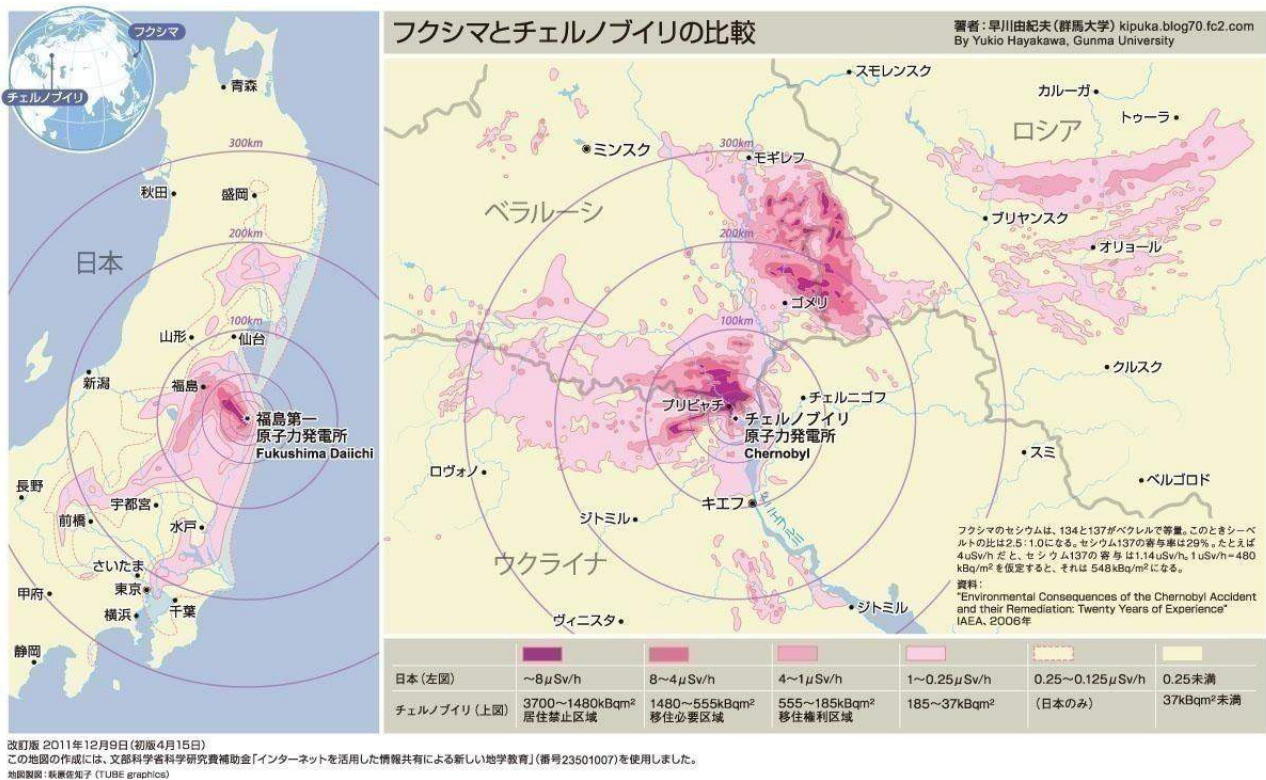 フクシマ
チェルノブイリ
青森
300km
秋田
盛岡
200km
日本
100km
山形
仙台
新潟
福島
福島第一
原子力発電所
Fukushima Daiichi
長野
宇都宮
前橋
水戸
さいたま
東京
甲府
横浜
千葉
静岡
フクシマとチェルノブイリの比較
著者:早川由紀夫(群馬大学) kipuka.blog70.fc2.com
By Yukio Hayakawa, Gunma University
スモレンスク
カルーガ
トゥーラ
ロシア
ミンスク
300km
モギレフ
ベラルーシ
ブリヤンスク
200km
オリョール
ゴメリ
100km
クルスク
プリピャチ
チェルニゴフ
チェルノブイリ
原子力発電所
Chernobyl
スミ
ロヴォノ
ベルゴロド
キエフ
ジトミル
ドニエプル川
ウクライナ
ジトミル
ヴィニスタ
フクシマのセシウムは、134と137がベクレルで等量。このときシーベ
ルトの比は2.5:1.0になる。セシウム137の寄与率は29%。たとえば
4uSv/h だと、セシウム137の寄与は1.14uSv/h。1uSv/h=480
kBq/m²を仮定すると、それは 548kBq/m²になる。
資料:
"Environmental Consequences of the Chernobyl Accident
and their Remediation: Twenty Years of Experience"
IAEA、2006年
日本(左図) ~8μSv/h 8~4μSv/h 4~1μSv/h 1~0.25μSv/h 0.25~0.125μSv/h 0.25未満
チェルノブイリ(上図) 3700~1480kBqm² 1480~555kBqm² 555~185kBqm² 185~37kBqm² (日本のみ) 37kBqm²未満
居住禁止区域 移住必要区域 移住権利区域
改訂版 2011年12月9日(初版4月15日)
この地図の作成には、文部科学省科学研究費補助金「インターネットを活用した情報共有による新しい地学教育」(番号23501007)を使用しました。
地図製図:萩原佐知子(TUBE graphics)